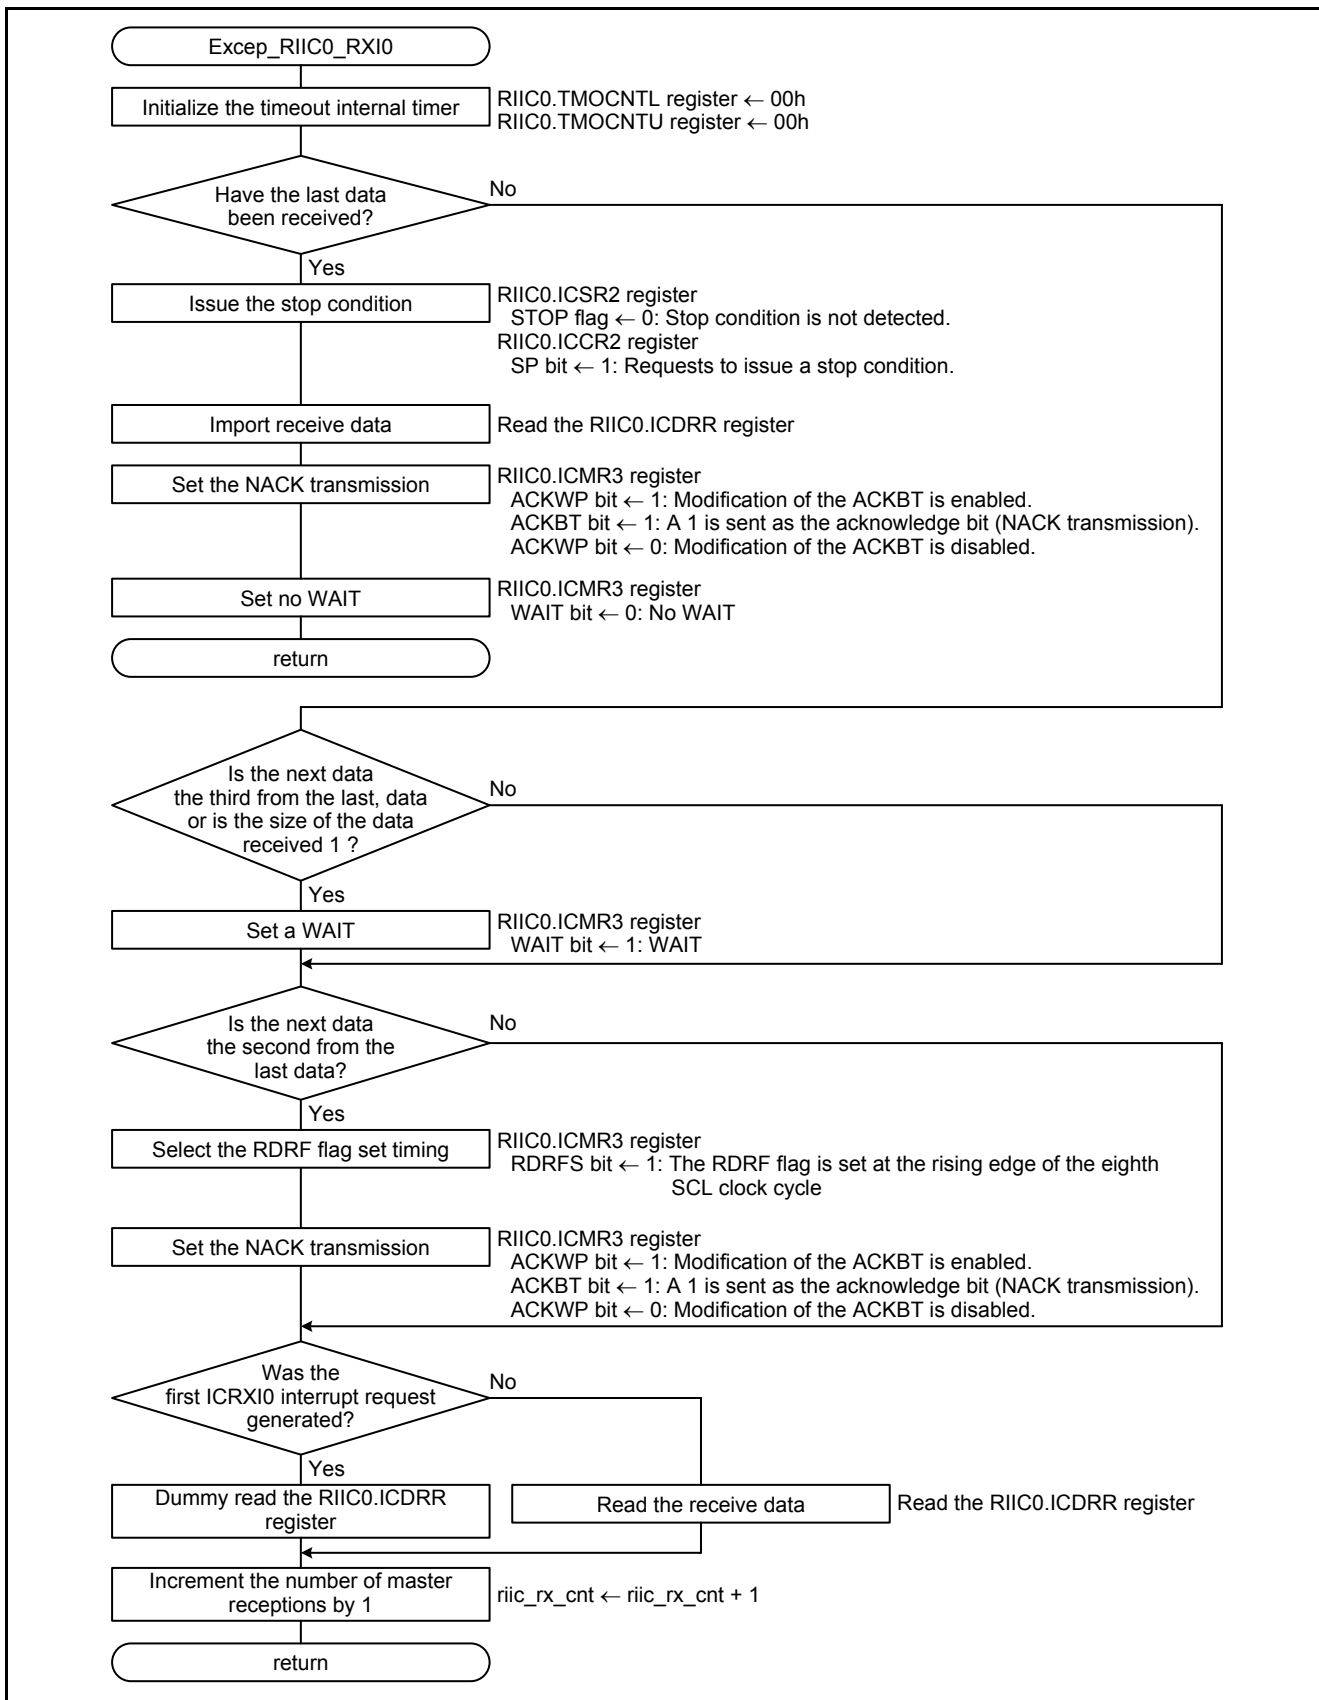 Excep_RIIC0_RXI0
Initialize the timeout internal timer
RIIC0.TMOCNTL register ← 00h
RIIC0.TMOCNTU register ← 00h
Have the last data
been received?
No
Yes
Issue the stop condition
RIIC0.ICSR2 register
STOP flag ← 0: Stop condition is not detected.
RIIC0.ICCR2 register
SP bit ← 1: Requests to issue a stop condition.
Import receive data
Read the RIIC0.ICDRR register
Set the NACK transmission
RIIC0.ICMR3 register
ACKWP bit ← 1: Modification of the ACKBT is enabled.
ACKBT bit ← 1: A 1 is sent as the acknowledge bit (NACK transmission).
ACKWP bit ← 0: Modification of the ACKBT is disabled.
Set no WAIT
RIIC0.ICMR3 register
WAIT bit ← 0: No WAIT
return
Is the next data
the third from the last, data
or is the size of the data
received 1 ?
No
Yes
Set a WAIT
RIIC0.ICMR3 register
WAIT bit ← 1: WAIT
Is the next data
the second from the
last data?
No
Yes
Select the RDRF flag set timing
RIIC0.ICMR3 register
RDRFS bit ← 1: The RDRF flag is set at the rising edge of the eighth
SCL clock cycle
Set the NACK transmission
RIIC0.ICMR3 register
ACKWP bit ← 1: Modification of the ACKBT is enabled.
ACKBT bit ← 1: A 1 is sent as the acknowledge bit (NACK transmission).
ACKWP bit ← 0: Modification of the ACKBT is disabled.
Was the
first ICRXI0 interrupt request
generated?
No
Yes
Dummy read the RIIC0.ICDRR
register
Read the receive data
Read the RIIC0.ICDRR register
Increment the number of master
receptions by 1
riic_rx_cnt ← riic_rx_cnt + 1
return